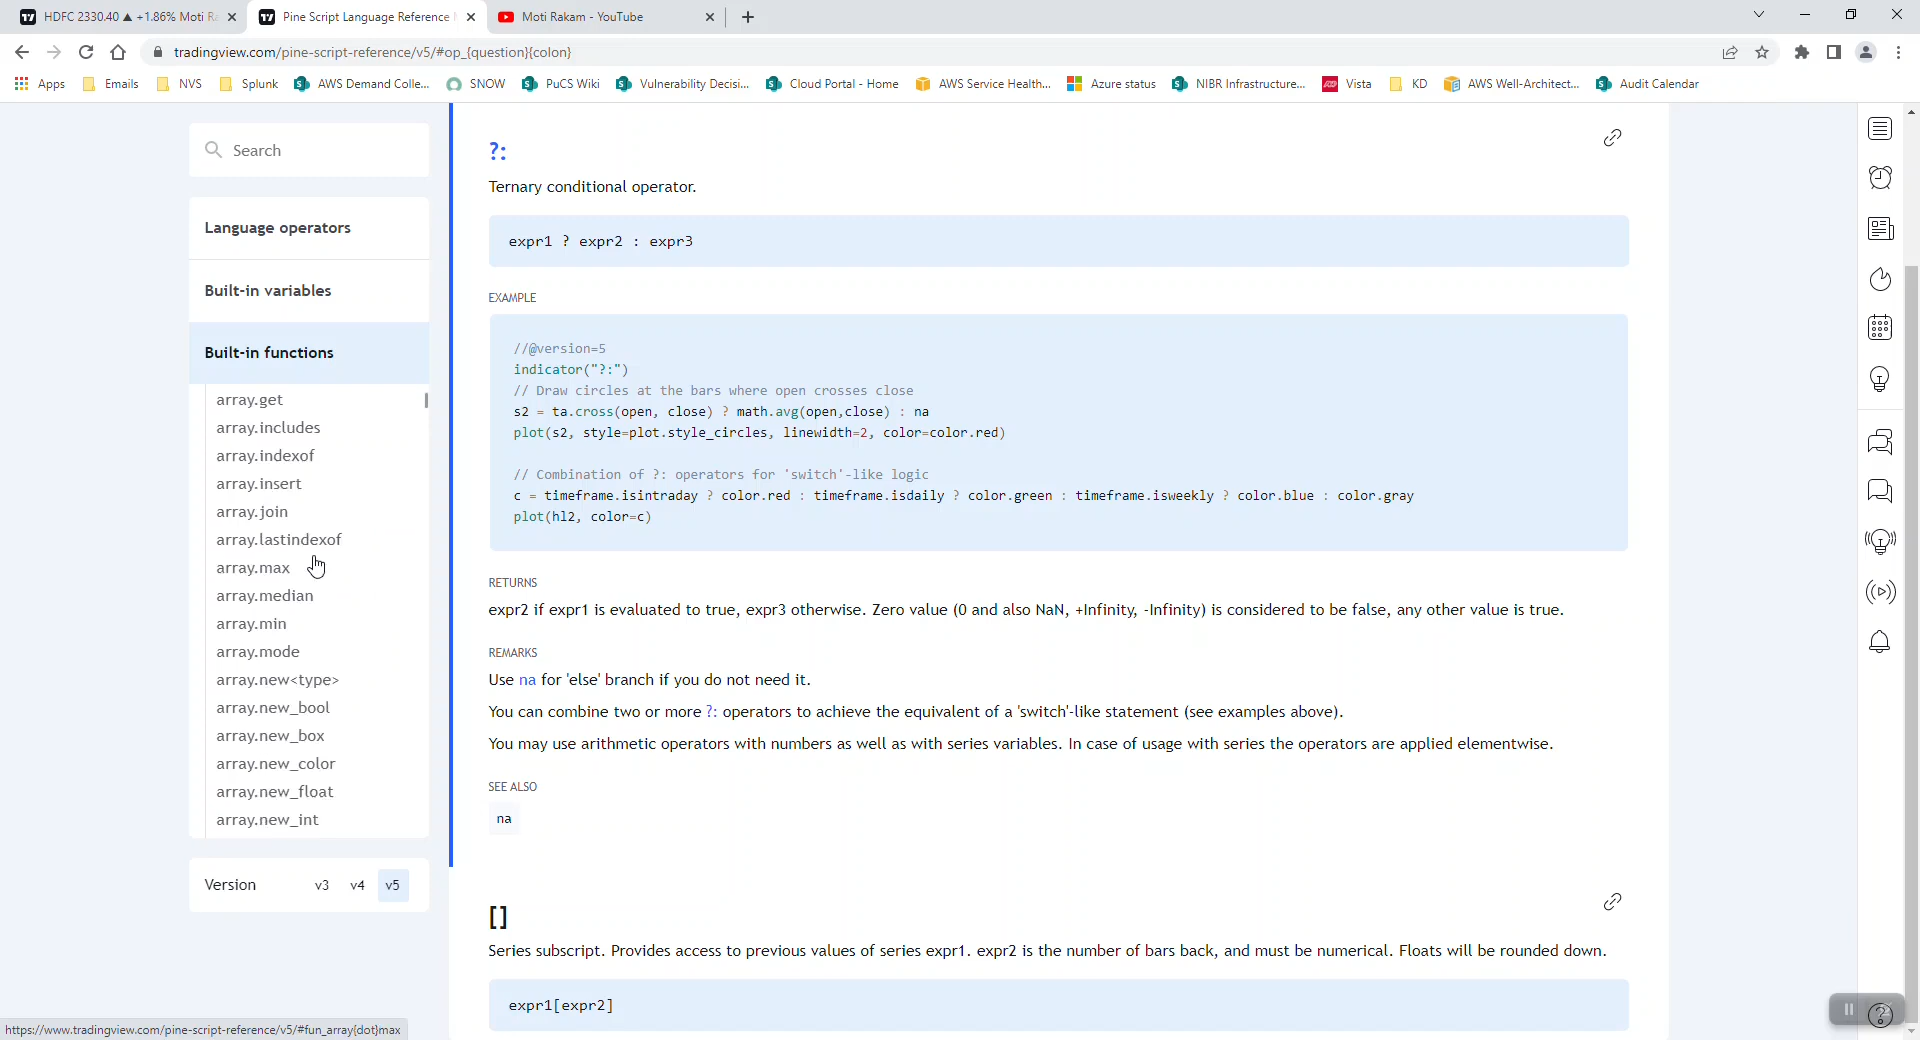 HDFC 2330.40 ▲ +1.86% Moti Ra
Pine Script Language Reference
Moti Rakam - YouTube
tradingview.com/pine-script-reference/v5/#op_{question}{colon}
Apps
Emails
NVS
Splunk
AWS Demand Colle...
SNOW
PuCS Wiki
Vulnerability Decisi...
Cloud Portal - Home
AWS Service Health...
Azure status
NIBR Infrastructure...
Vista
KD
AWS Well-Architect...
Audit Calendar
Search
Language operators
Built-in variables
Built-in functions
array.get
array.includes
array.indexof
array.insert
array.join
array.lastindexof
array.max
array.median
array.min
array.mode
array.new<type>
array.new_bool
array.new_box
array.new_color
array.new_float
array.new_int
Version v3 v4 v5
?:
Ternary conditional operator.
expr1 ? expr2 : expr3
EXAMPLE
//@version=5
indicator("?:")
// Draw circles at the bars where open crosses close
s2 = ta.cross(open, close) ? math.avg(open,close) : na
plot(s2, style=plot.style_circles, linewidth=2, color=color.red)
// Combination of ?: operators for 'switch'-like logic
c = timeframe.isintraday ? color.red : timeframe.isdaily ? color.green : timeframe.isweekly ? color.blue : color.gray
plot(hl2, color=c)
RETURNS
expr2 if expr1 is evaluated to true, expr3 otherwise. Zero value (0 and also NaN, +Infinity, -Infinity) is considered to be false, any other value is true.
REMARKS
Use na for 'else' branch if you do not need it.
You can combine two or more ?: operators to achieve the equivalent of a 'switch'-like statement (see examples above).
You may use arithmetic operators with numbers as well as with series variables. In case of usage with series the operators are applied elementwise.
SEE ALSO
na
[]
Series subscript. Provides access to previous values of series expr1. expr2 is the number of bars back, and must be numerical. Floats will be rounded down.
expr1[expr2]
https://www.tradingview.com/pine-script-reference/v5/#fun_array{dot}max